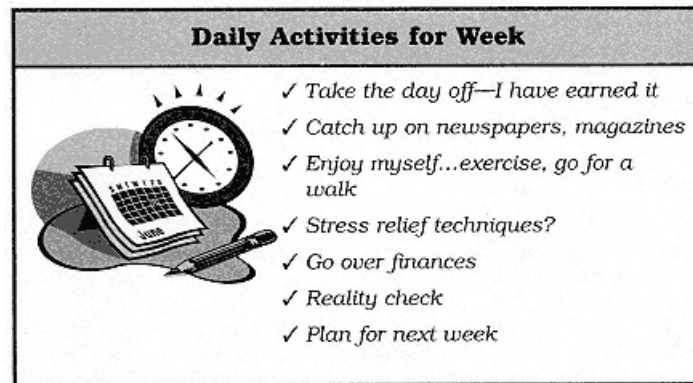 Daily Activities for Week
✓ Take the day off—I have earned it
✓ Catch up on newspapers, magazines
✓ Enjoy myself...exercise, go for a
walk
✓ Stress relief techniques?
✓ Go over finances
✓ Reality check
✓ Plan for next week
S M T W T F S
June